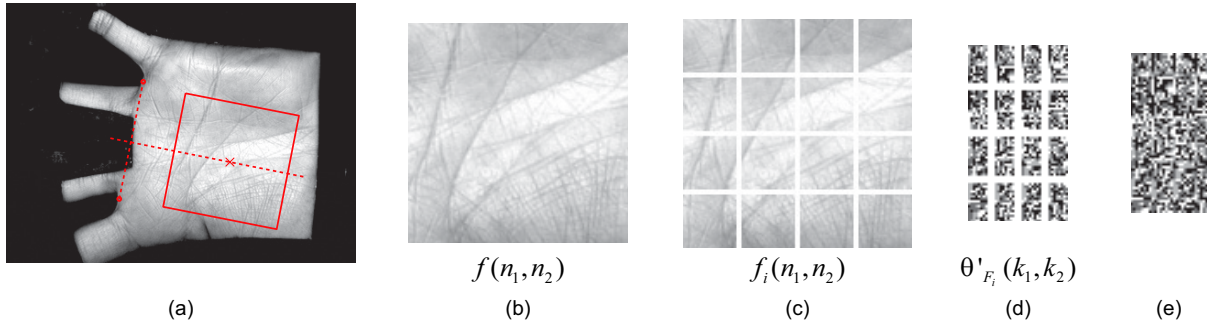 f(n₁,n₂)
fᵢ(n₁,n₂)
θ'_{Fᵢ}(k₁,k₂)
(a)
(b)
(c)
(d)
(e)